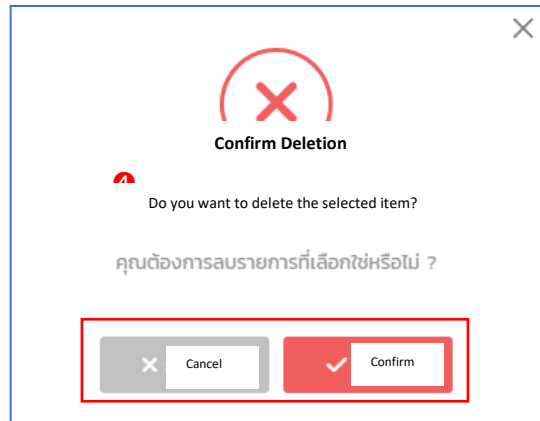 Confirm Deletion
4
Do you want to delete the selected item?
คุณต้องการลบรายการที่เลือกใช่หรือไม่ ?
Cancel
Confirm